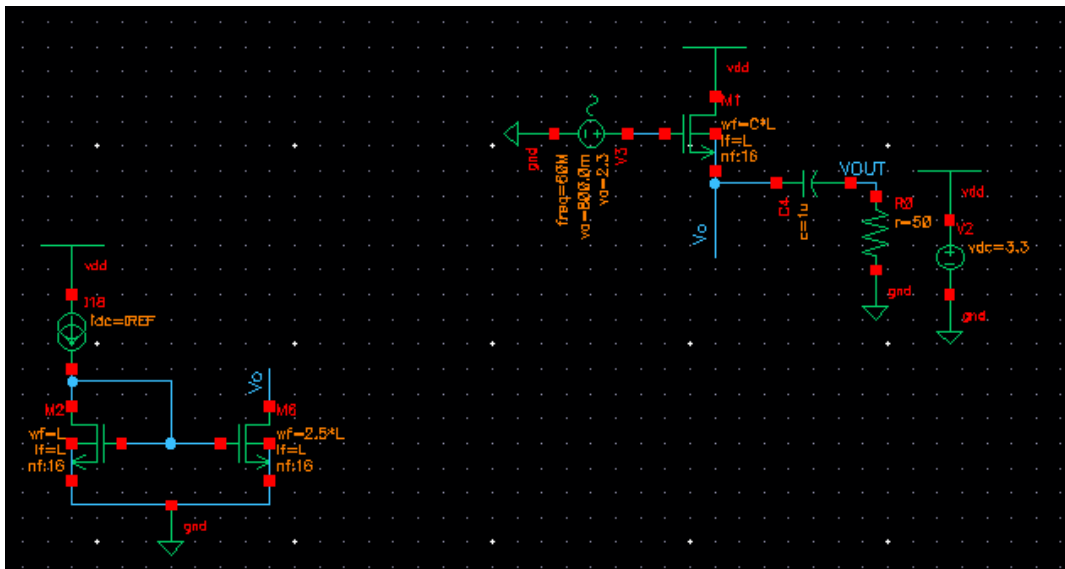 vdd
M1
wf=C*L
lf=L
nf:16
gnd
V3
freq=60M
va=800.0m
vo=2.3
VOUT
C4
c=1u
R0
r=50
Vo
gnd
vdd
V2
vdc=3.3
gnd
vdd
I18
idc=IREF
M2
wf=L
lf=L
nf:16
Vo
M6
wf=2.5*L
lf=L
nf:16
gnd